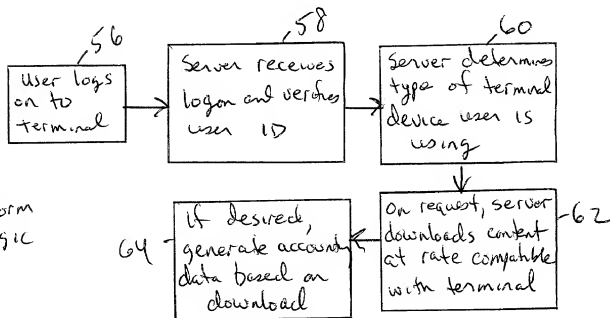 56
User logs
on to
terminal
58
Server receives
logon and verifies
user ID
60
Server determines
type of terminal
device user is
using
62
On request, server
downloads content
at rate compatible
with terminal
64
if desired,
generate account
data based on
download